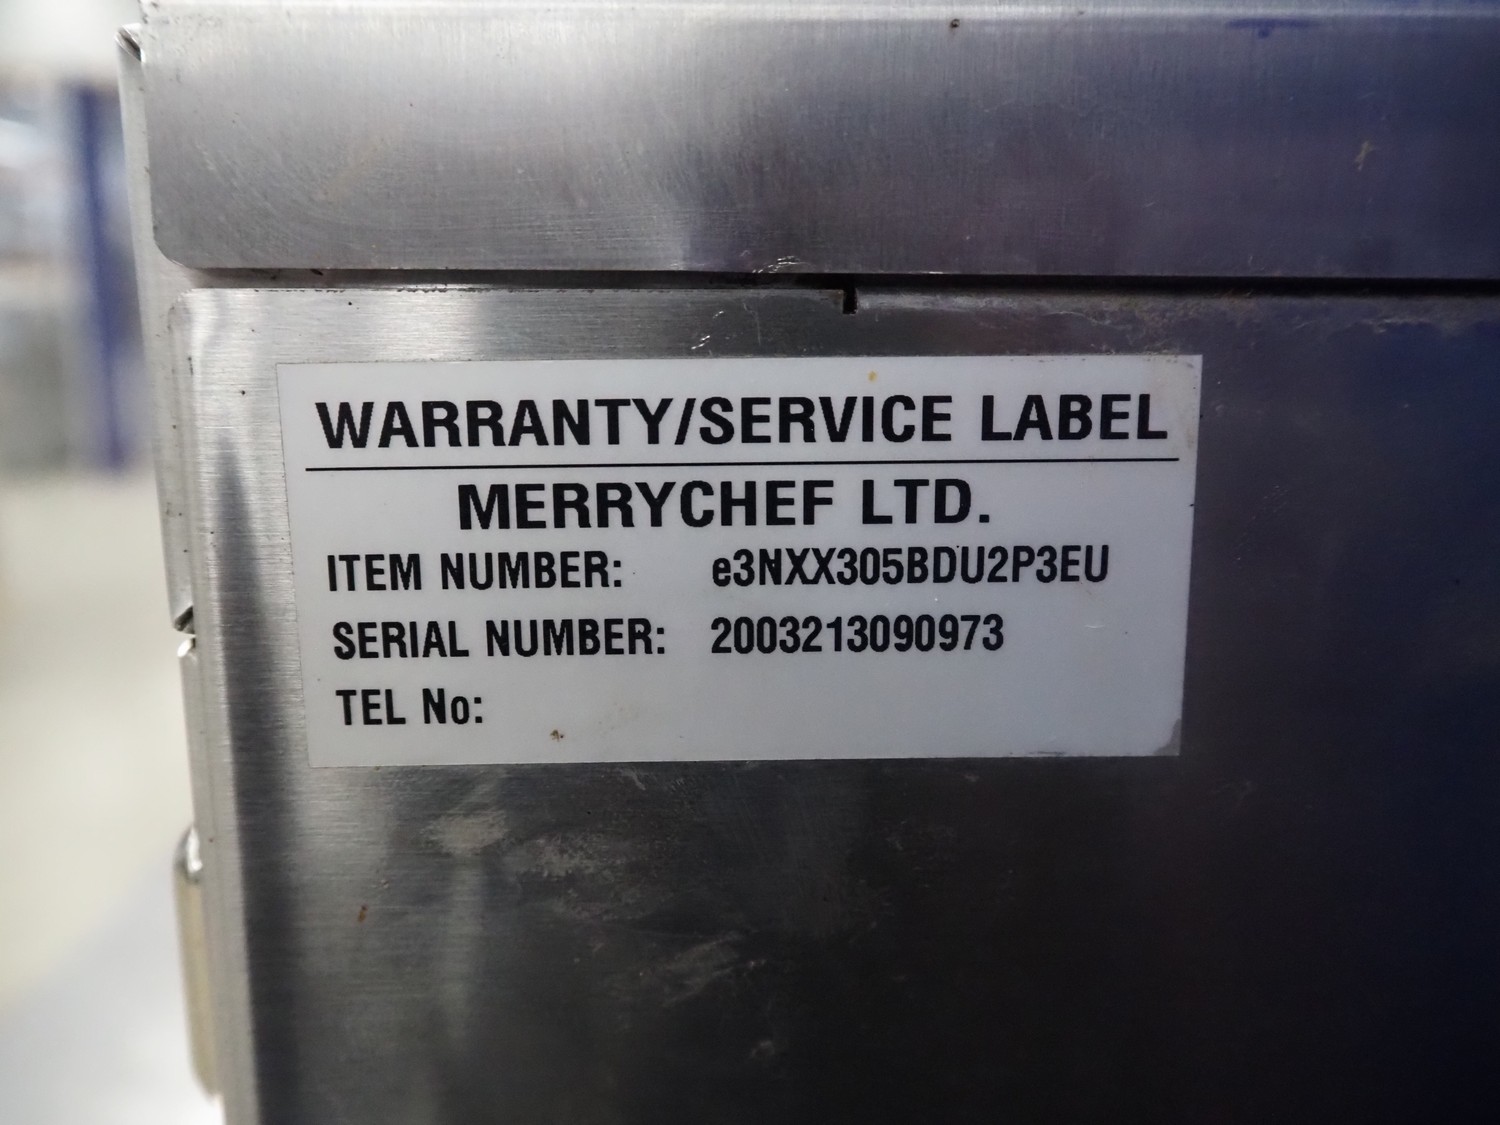 WARRANTY/SERVICE LABEL
MERRYCHEF LTD.
ITEM NUMBER: e3NXX305BDU2P3EU
SERIAL NUMBER: 2003213090973
TEL No: